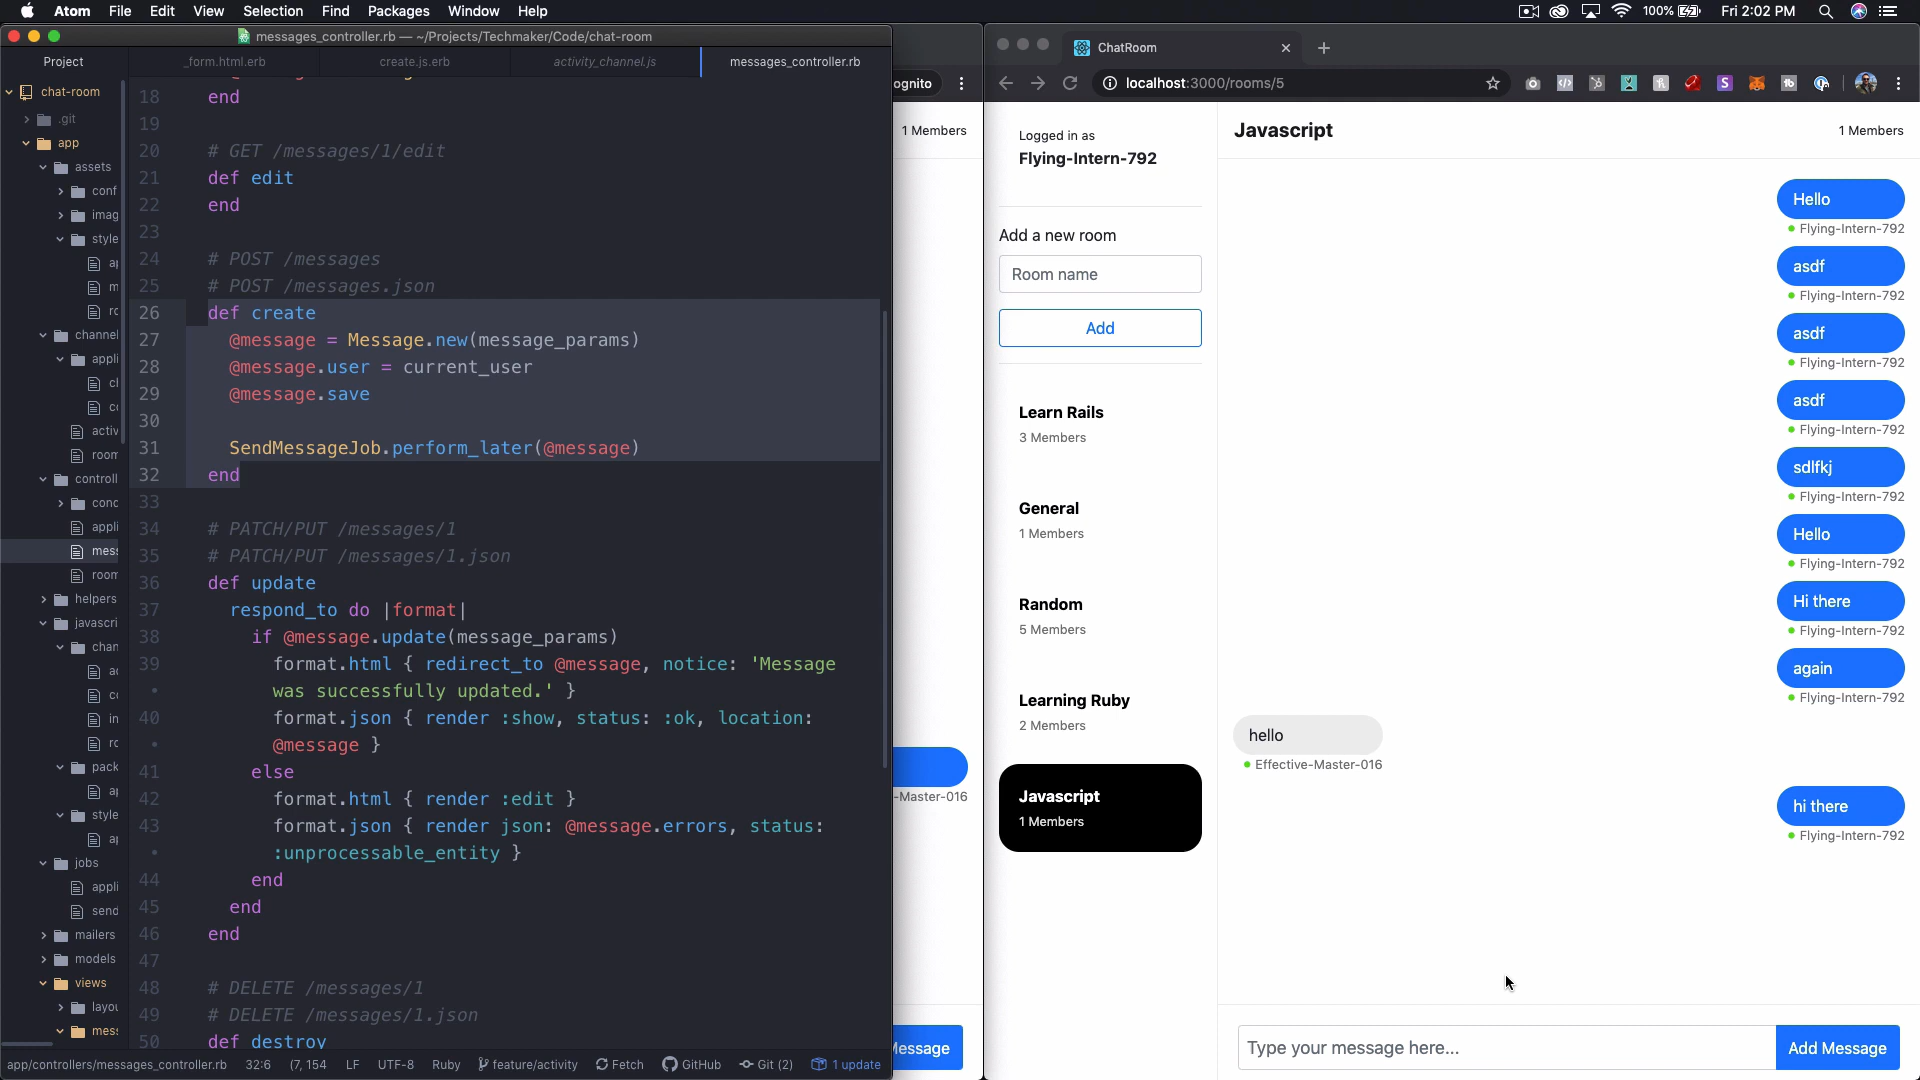 Atom File Edit View Selection Find Packages Window Help
100% Fri 2:02 PM
messages_controller.rb — ~/Projects/Techmaker/Code/chat-room
Project
_form.html.erb
create.js.erb
activity_channel.js
messages_controller.rb
chat-room
.git
app
assets
conf
imag
style
channel
appli
activ
room
controll
conc
appli
mess
room
helpers
javascri
chan
in
pack
style
jobs
appli
send
mailers
models
views
layou
mess
18 end
19
20 # GET /messages/1/edit
21 def edit
22 end
23
24 # POST /messages
25 # POST /messages.json
26 def create
27 @message = Message.new(message_params)
28 @message.user = current_user
29 @message.save
30
31 SendMessageJob.perform_later(@message)
32 end
33
34 # PATCH/PUT /messages/1
35 # PATCH/PUT /messages/1.json
36 def update
37 respond_to do |format|
38 if @message.update(message_params)
39 format.html { redirect_to @message, notice: 'Message
• was successfully updated.' }
40 format.json { render :show, status: :ok, location:
• @message }
41 else
42 format.html { render :edit }
43 format.json { render json: @message.errors, status:
• :unprocessable_entity }
44 end
45 end
46 end
47
48 # DELETE /messages/1
49 # DELETE /messages/1.json
50 def destroy
app/controllers/messages_controller.rb 32:6 (7, 154 LF UTF-8 Ruby feature/activity Fetch GitHub Git (2) 1 update
ognito
1 Members
-Master-016
Message
ChatRoom
localhost:3000/rooms/5
Logged in as
Flying-Intern-792
Add a new room
Room name
Add
Learn Rails
3 Members
General
1 Members
Random
5 Members
Learning Ruby
2 Members
Javascript
1 Members
Javascript
1 Members
Hello
Flying-Intern-792
asdf
Flying-Intern-792
asdf
Flying-Intern-792
asdf
Flying-Intern-792
sdlfkj
Flying-Intern-792
Hello
Flying-Intern-792
Hi there
Flying-Intern-792
again
Flying-Intern-792
hello
Effective-Master-016
hi there
Flying-Intern-792
Type your message here...
Add Message